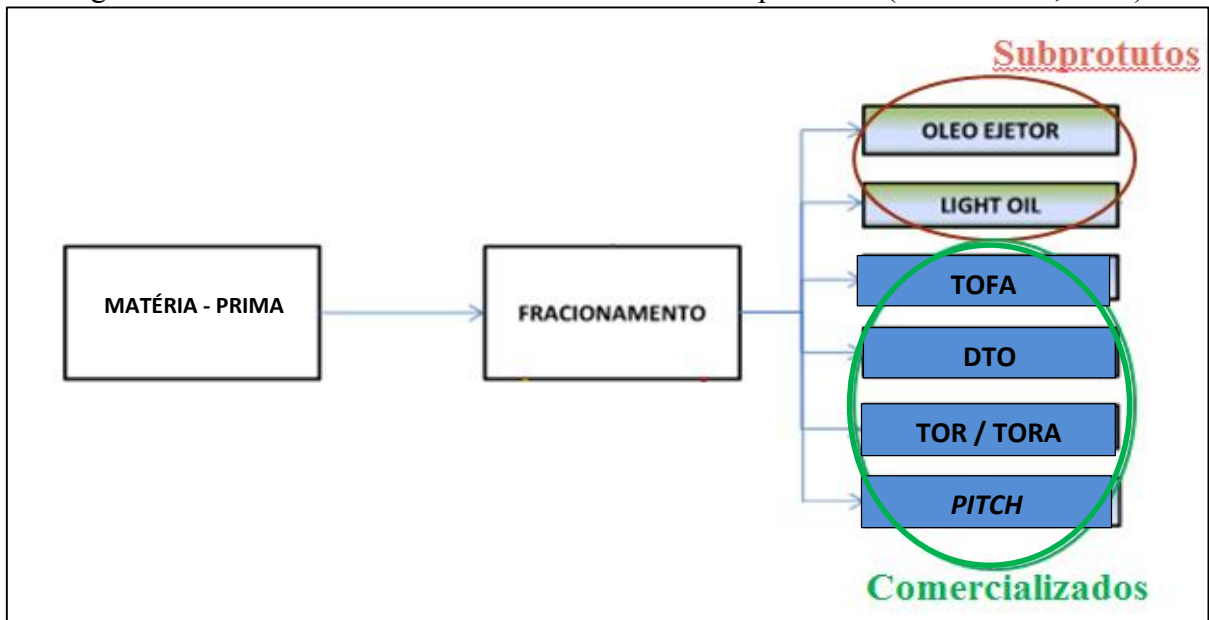 Subprotutos
OLEO EJETOR
LIGHT OIL
MATÉRIA - PRIMA
FRACIONAMENTO
TOFA
DTO
TOR / TORA
PITCH
Comercializados